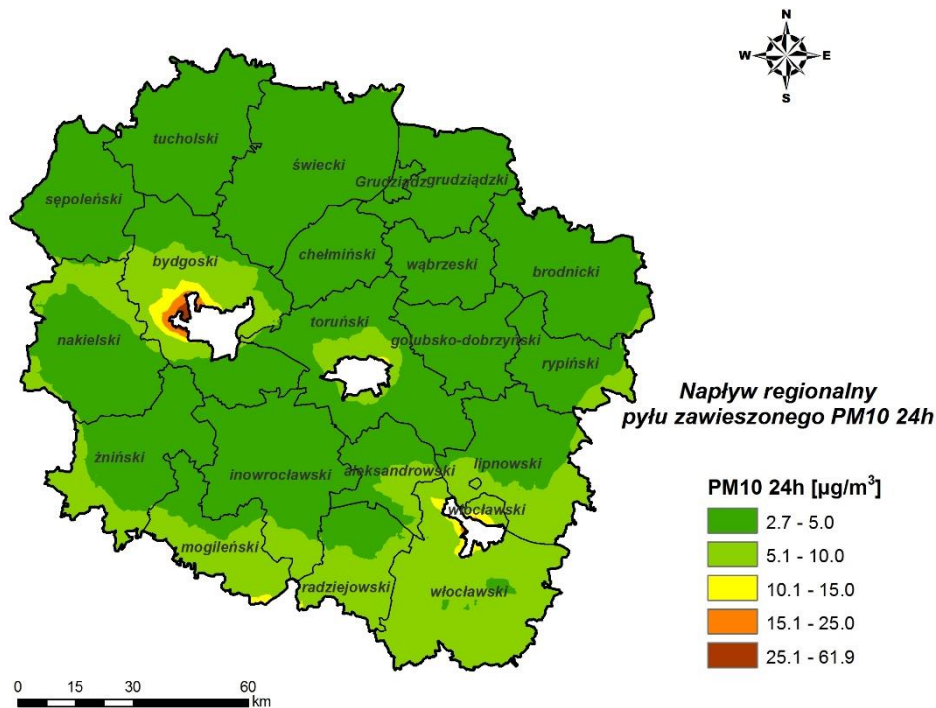 N
W E
S
tucholski
świecki
Grudziądz
grudziądzki
sępoleński
bydgoski
chełmiński
wąbrzeski
brodnicki
toruński
nakielski
golubsko-dobrzyński
rypiński
Napływ regionalny
pyłu zawieszonego PM10 24h
żniński
inowrocławski
aleksandrowski
lipnowski
włocławski
mogileński
radziejowski
włocławski
PM10 24h [µg/m³]
2.7 - 5.0
5.1 - 10.0
10.1 - 15.0
15.1 - 25.0
25.1 - 61.9
0 15 30 60
km